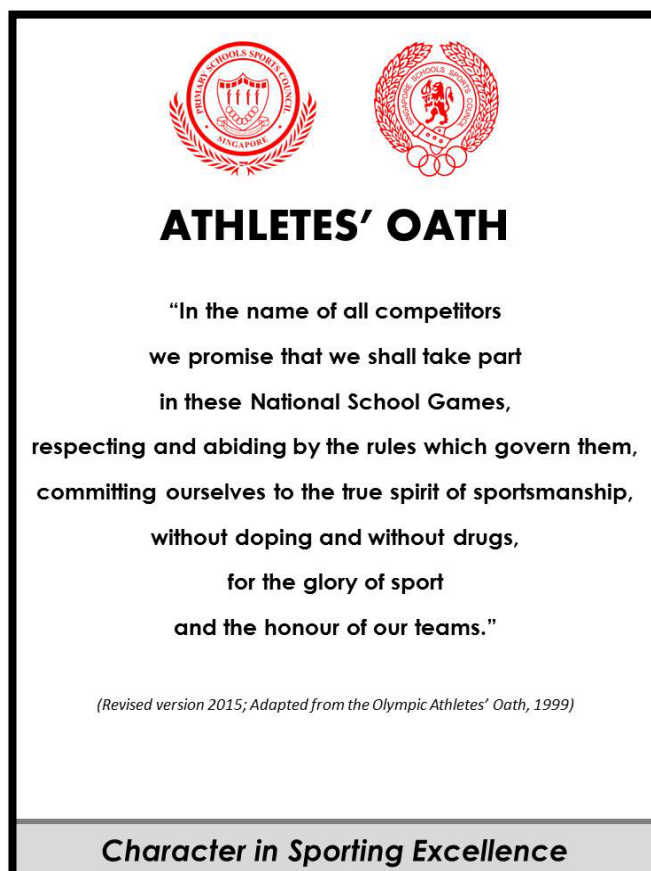 PRIMARY SCHOOLS SPORTS COUNCIL
SINGAPORE
SINGAPORE SCHOOLS SPORTS COUNCIL
ATHLETES’ OATH
“In the name of all competitors
we promise that we shall take part
in these National School Games,
respecting and abiding by the rules which govern them,
committing ourselves to the true spirit of sportsmanship,
without doping and without drugs,
for the glory of sport
and the honour of our teams.”
(Revised version 2015; Adapted from the Olympic Athletes’ Oath, 1999)
Character in Sporting Excellence